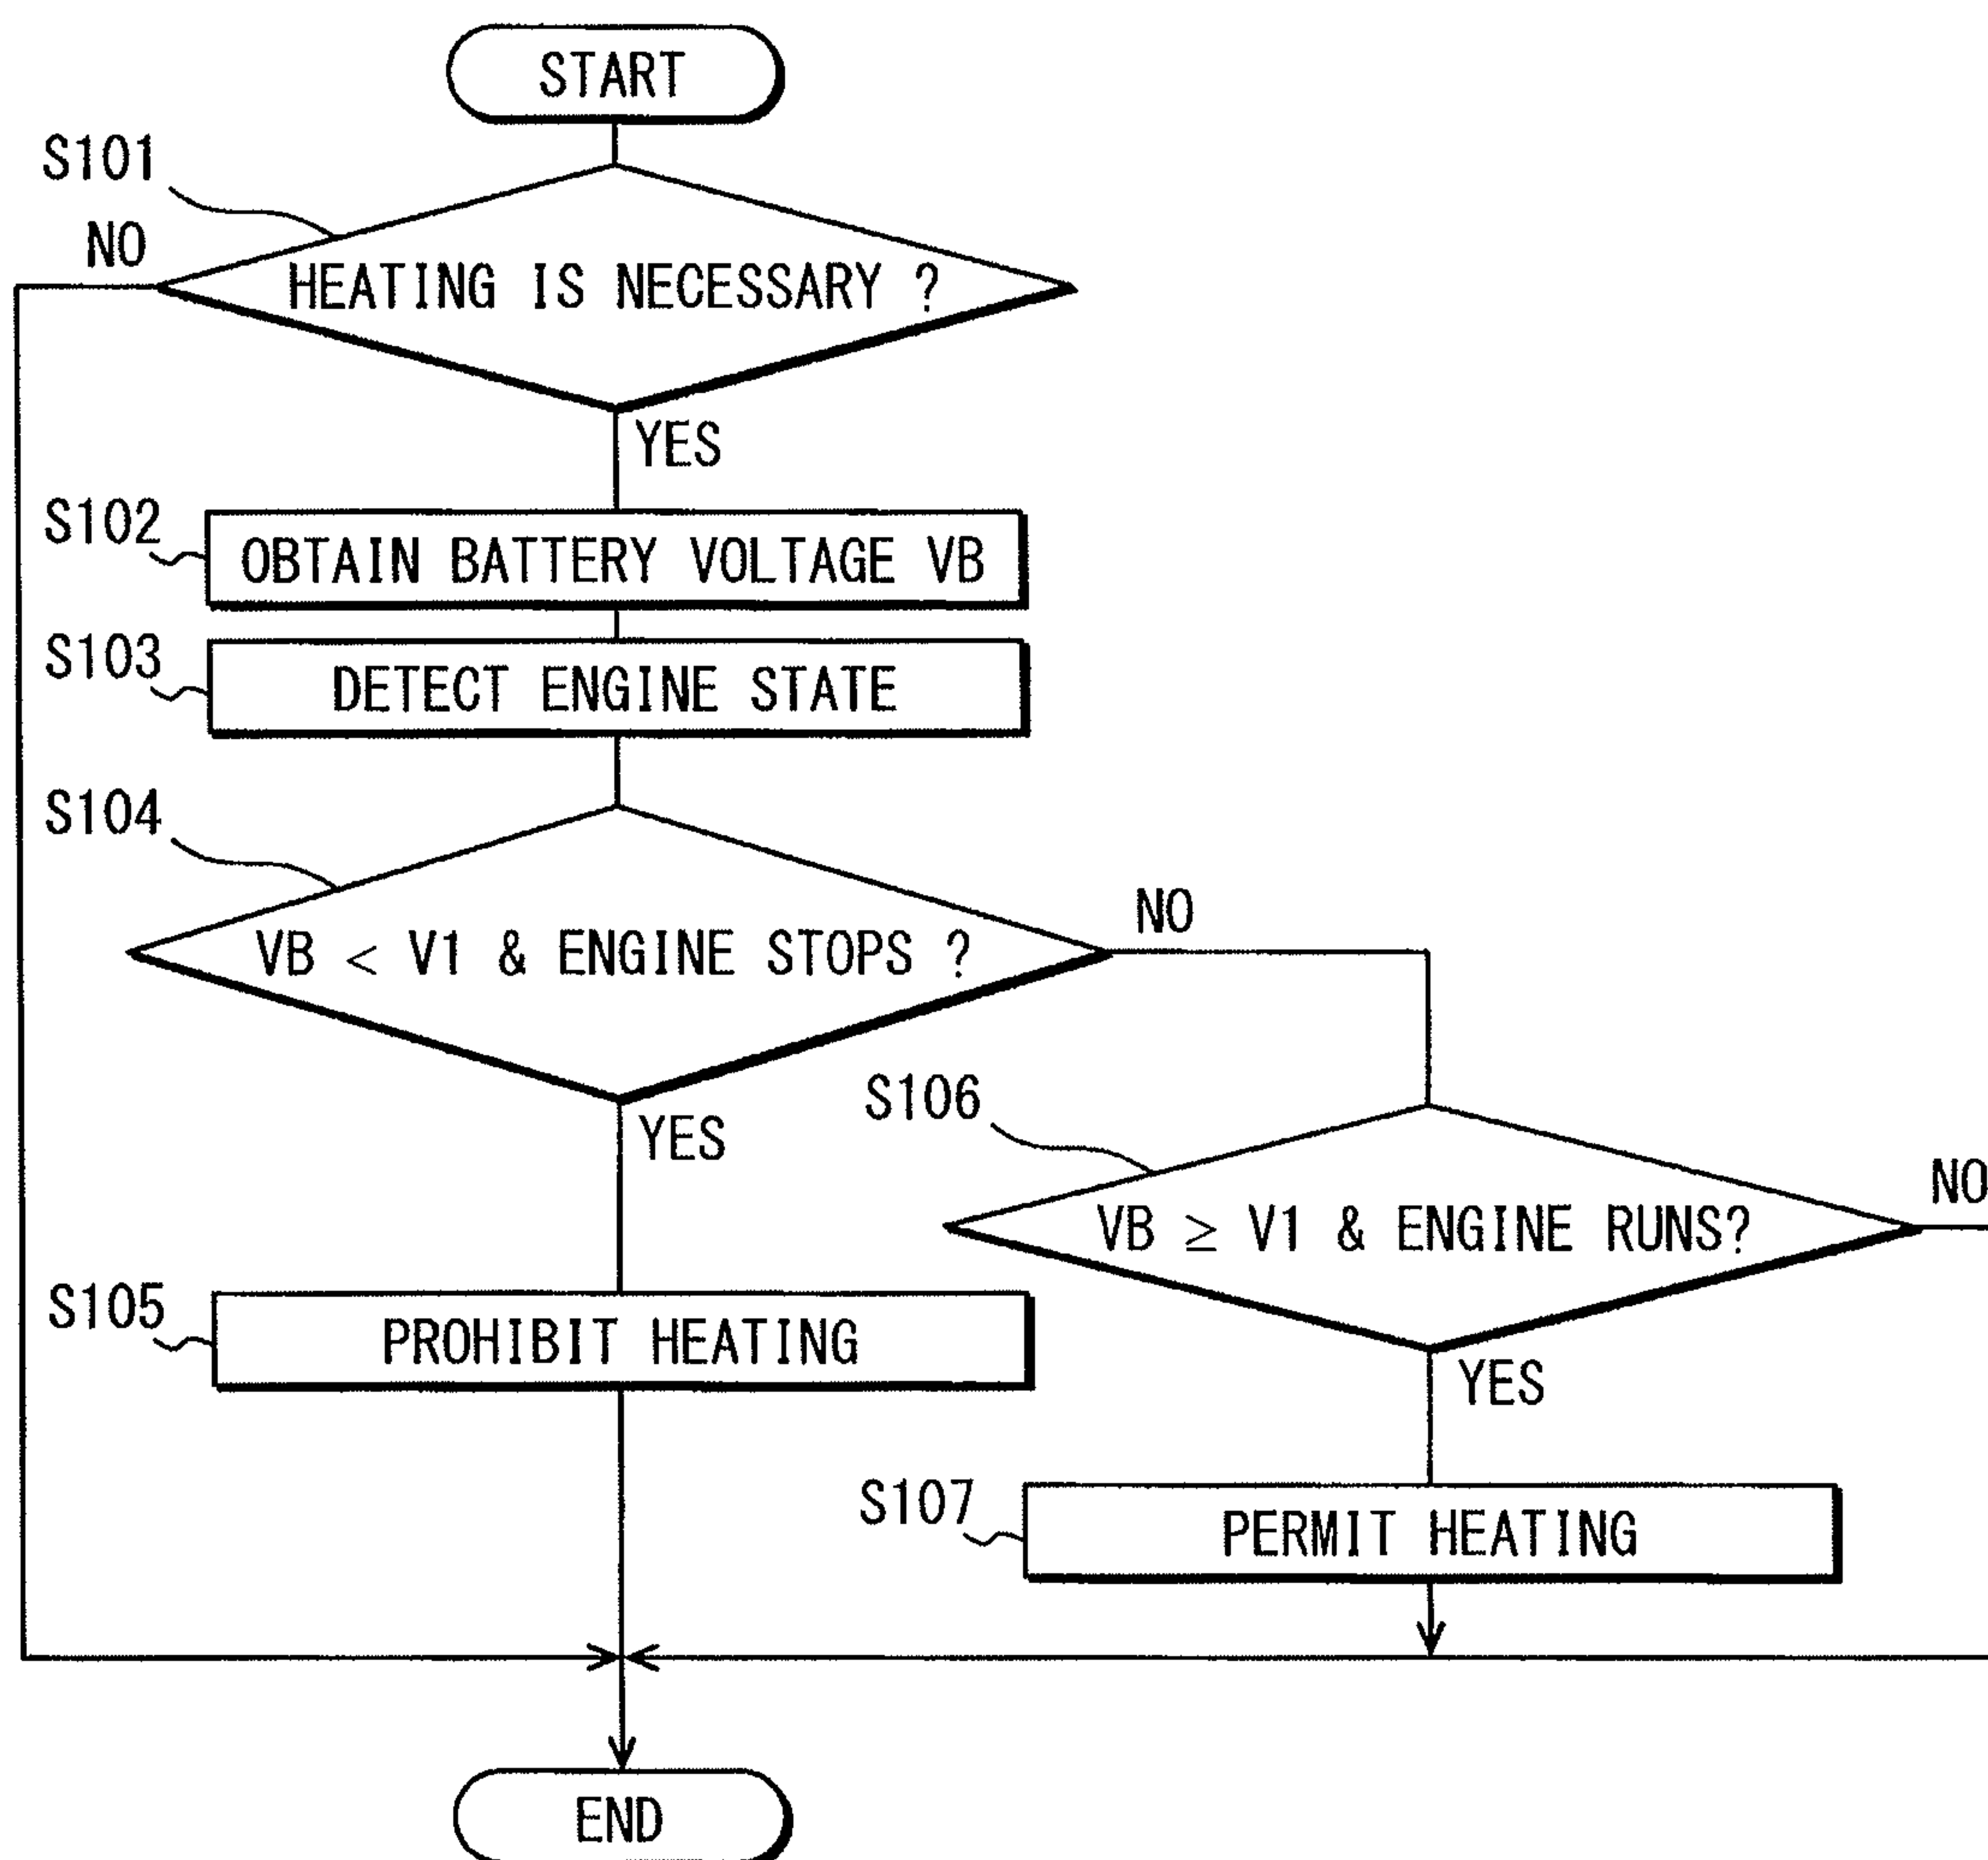 START
S101
NO
HEATING IS NECESSARY ?
YES
S102
OBTAIN BATTERY VOLTAGE VB
S103
DETECT ENGINE STATE
S104
VB < V1 & ENGINE STOPS ?
NO
YES
S106
VB ≥ V1 & ENGINE RUNS?
NO
YES
S105
PROHIBIT HEATING
S107
PERMIT HEATING
END